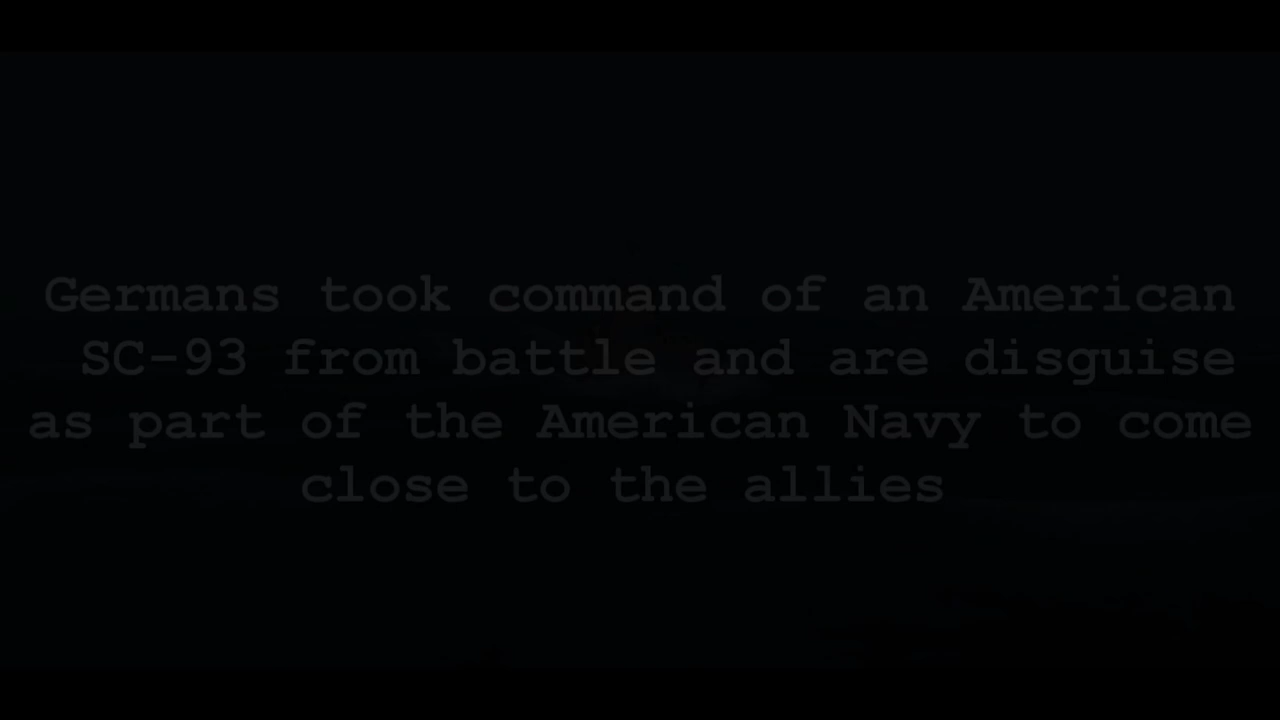 Germans took command of an American
SC-93 from battle and are disguise
as part of the American Navy to come
close to the allies